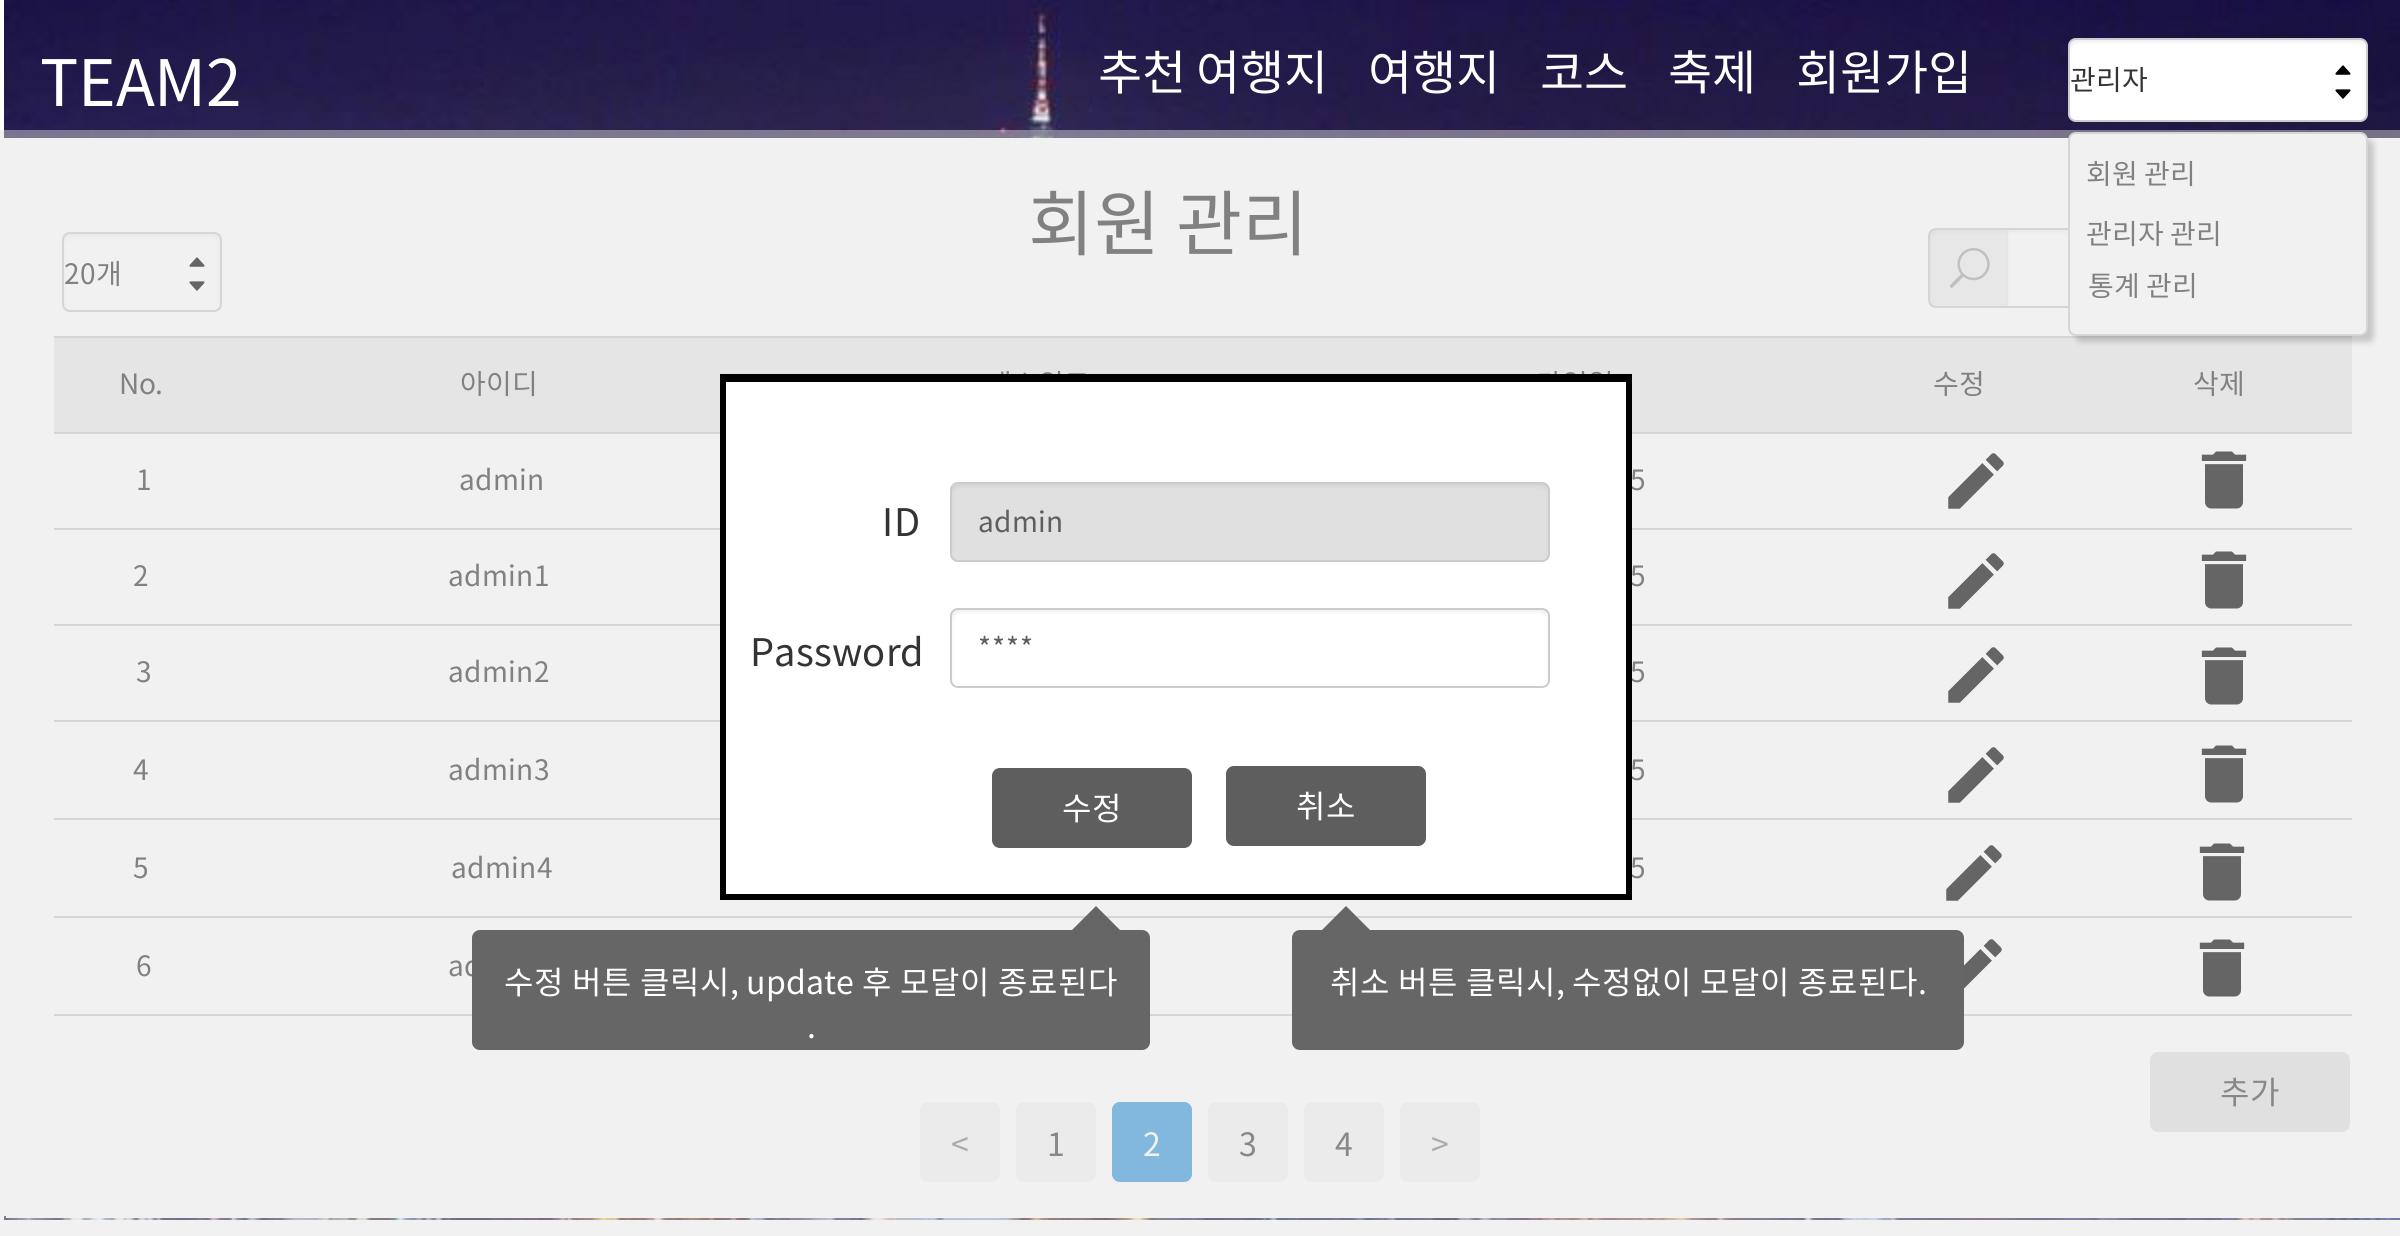 TEAM2
추천 여행지 여행지 코스 축제 회원가입
관리자
회원 관리
관리자 관리
통계 관리
회원 관리
20개
No. 아이디 수정 삭제
1 admin 5
2 admin1 5
3 admin2 5
4 admin3 5
5 admin4 5
6
ID admin
Password ****
수정 취소
수정 버튼 클릭시, update 후 모달이 종료된다
.
취소 버튼 클릭시, 수정없이 모달이 종료된다.
추가
< 1 2 3 4 >